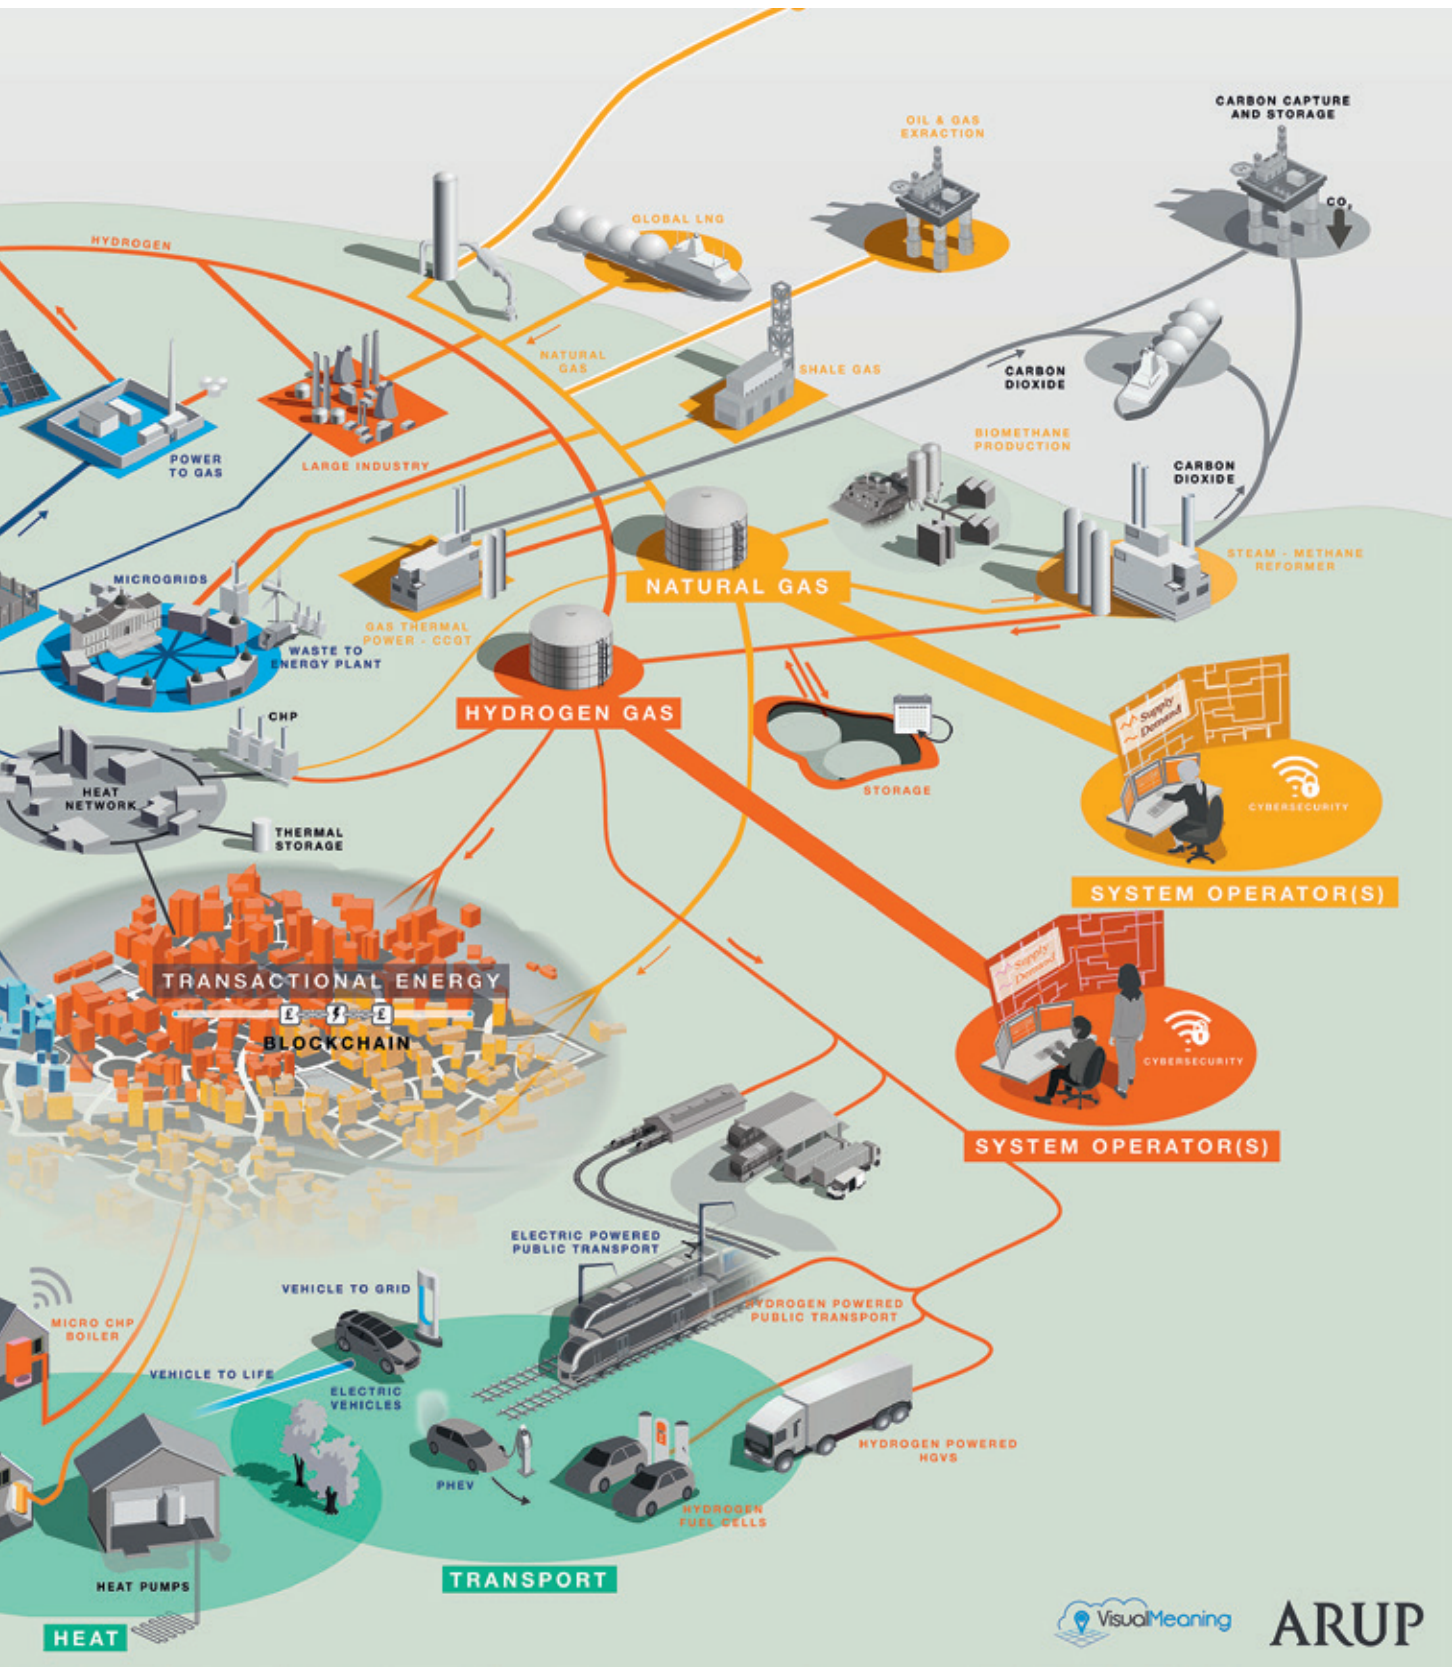 CARBON CAPTURE
AND STORAGE
OIL & GAS
EXTRACTION
CO₂
GLOBAL LNG
HYDROGEN
NATURAL
GAS
SHALE GAS
CARBON
DIOXIDE
BIOMETHANE
PRODUCTION
POWER
TO GAS
LARGE INDUSTRY
CARBON
DIOXIDE
STEAM - METHANE
REFORMER
MICROGRIDS
NATURAL GAS
GAS THERMAL
POWER - CCGT
WASTE TO
ENERGY PLANT
HYDROGEN GAS
CHP
Supply
Demand
HEAT
NETWORK
STORAGE
CYBERSECURITY
THERMAL
STORAGE
SYSTEM OPERATOR(S)
Supply
Demand
TRANSACTIONAL ENERGY
£
£
BLOCKCHAIN
CYBERSECURITY
SYSTEM OPERATOR(S)
ELECTRIC POWERED
PUBLIC TRANSPORT
VEHICLE TO GRID
HYDROGEN POWERED
PUBLIC TRANSPORT
MICRO CHP
BOILER
VEHICLE TO LIFE
ELECTRIC
VEHICLES
HYDROGEN POWERED
HGVS
PHEV
HYDROGEN
FUEL CELLS
TRANSPORT
HEAT PUMPS
HEAT
VisualMeaning
ARUP